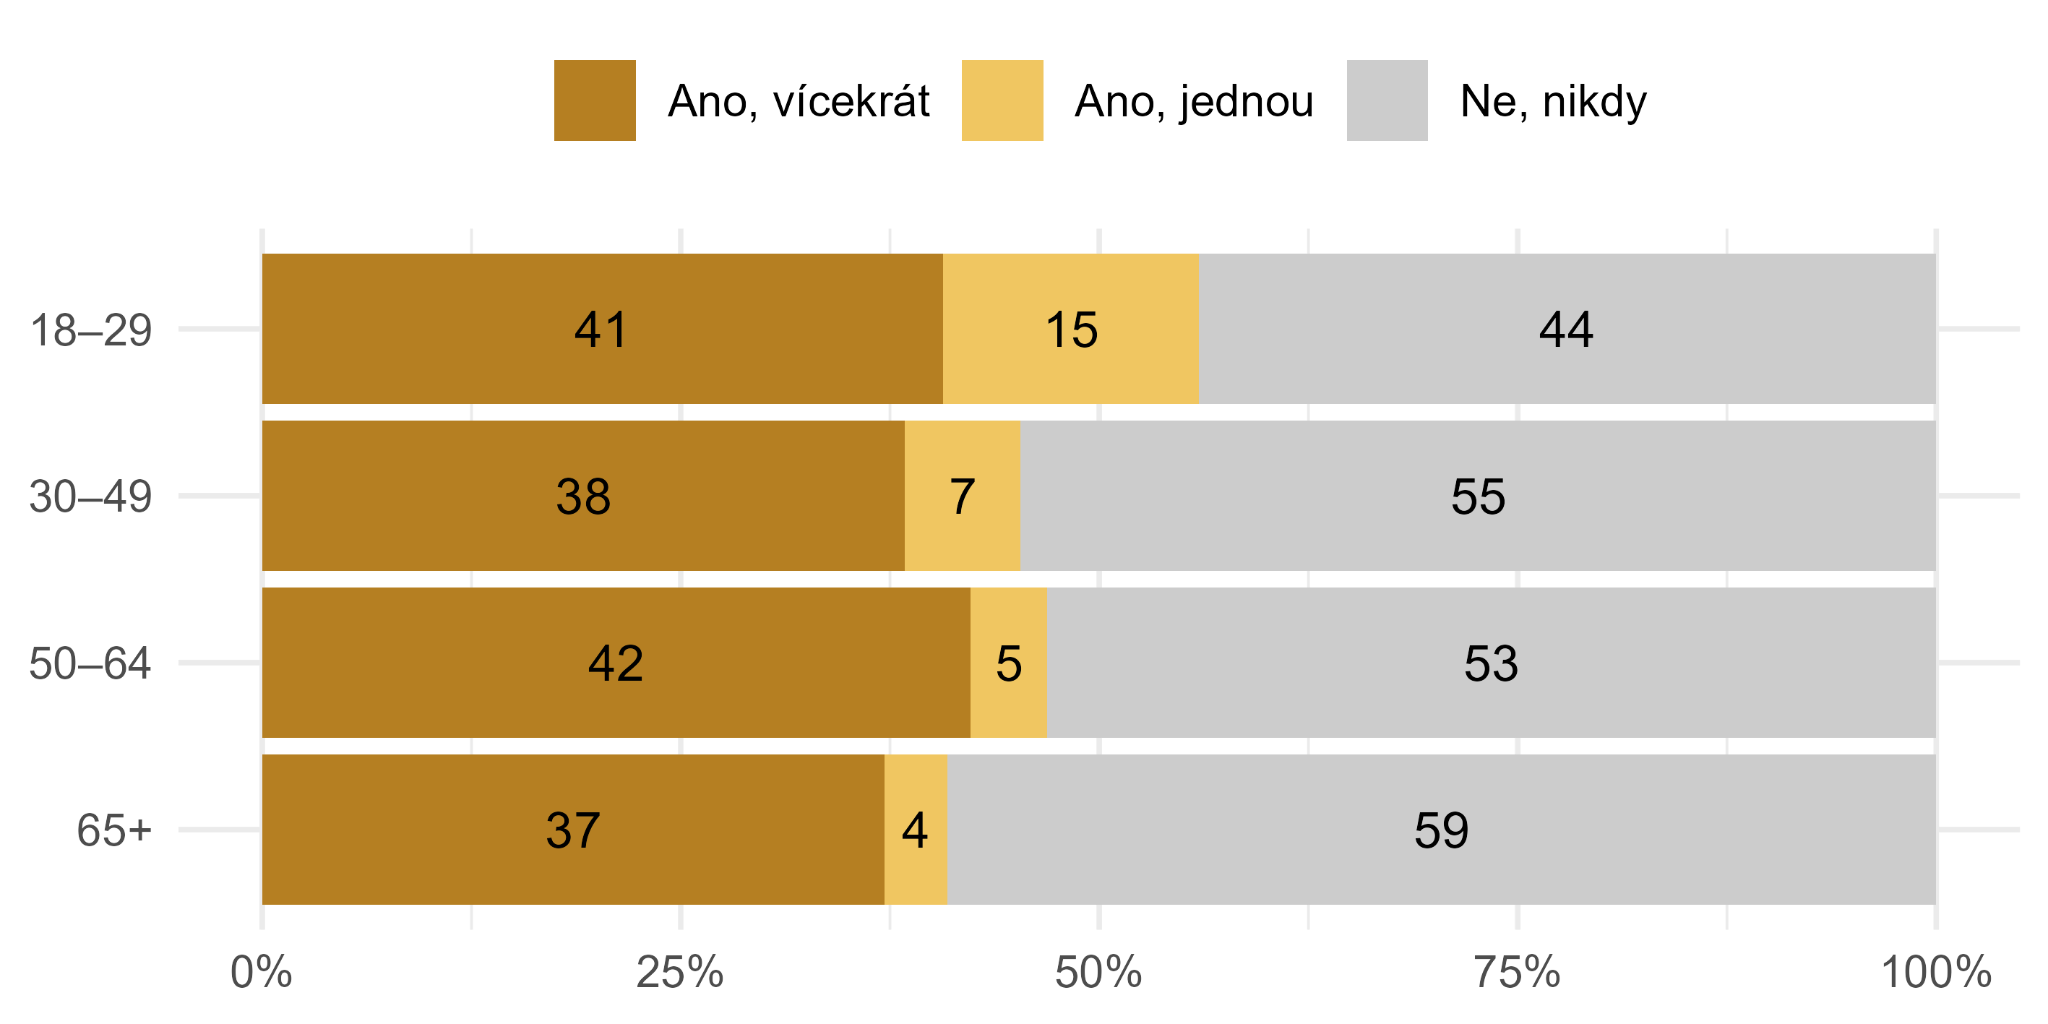 Ano, vícekrát Ano, jednou Ne, nikdy
18–29 41 15 44
30–49 38 7 55
50–64 42 5 53
65+ 37 4 59
0% 25% 50% 75% 100%